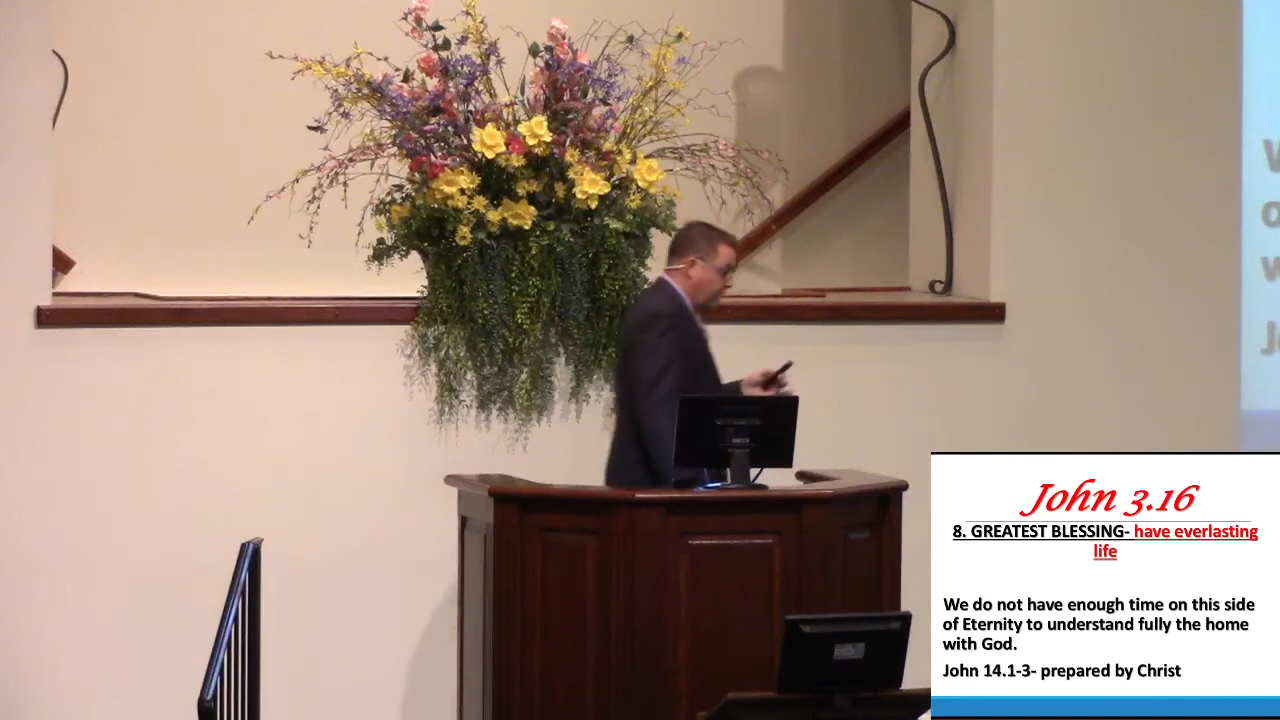 John 3.16
8. GREATEST BLESSING- have everlasting
life
We do not have enough time on this side
of Eternity to understand fully the home
with God.
John 14.1-3- prepared by Christ